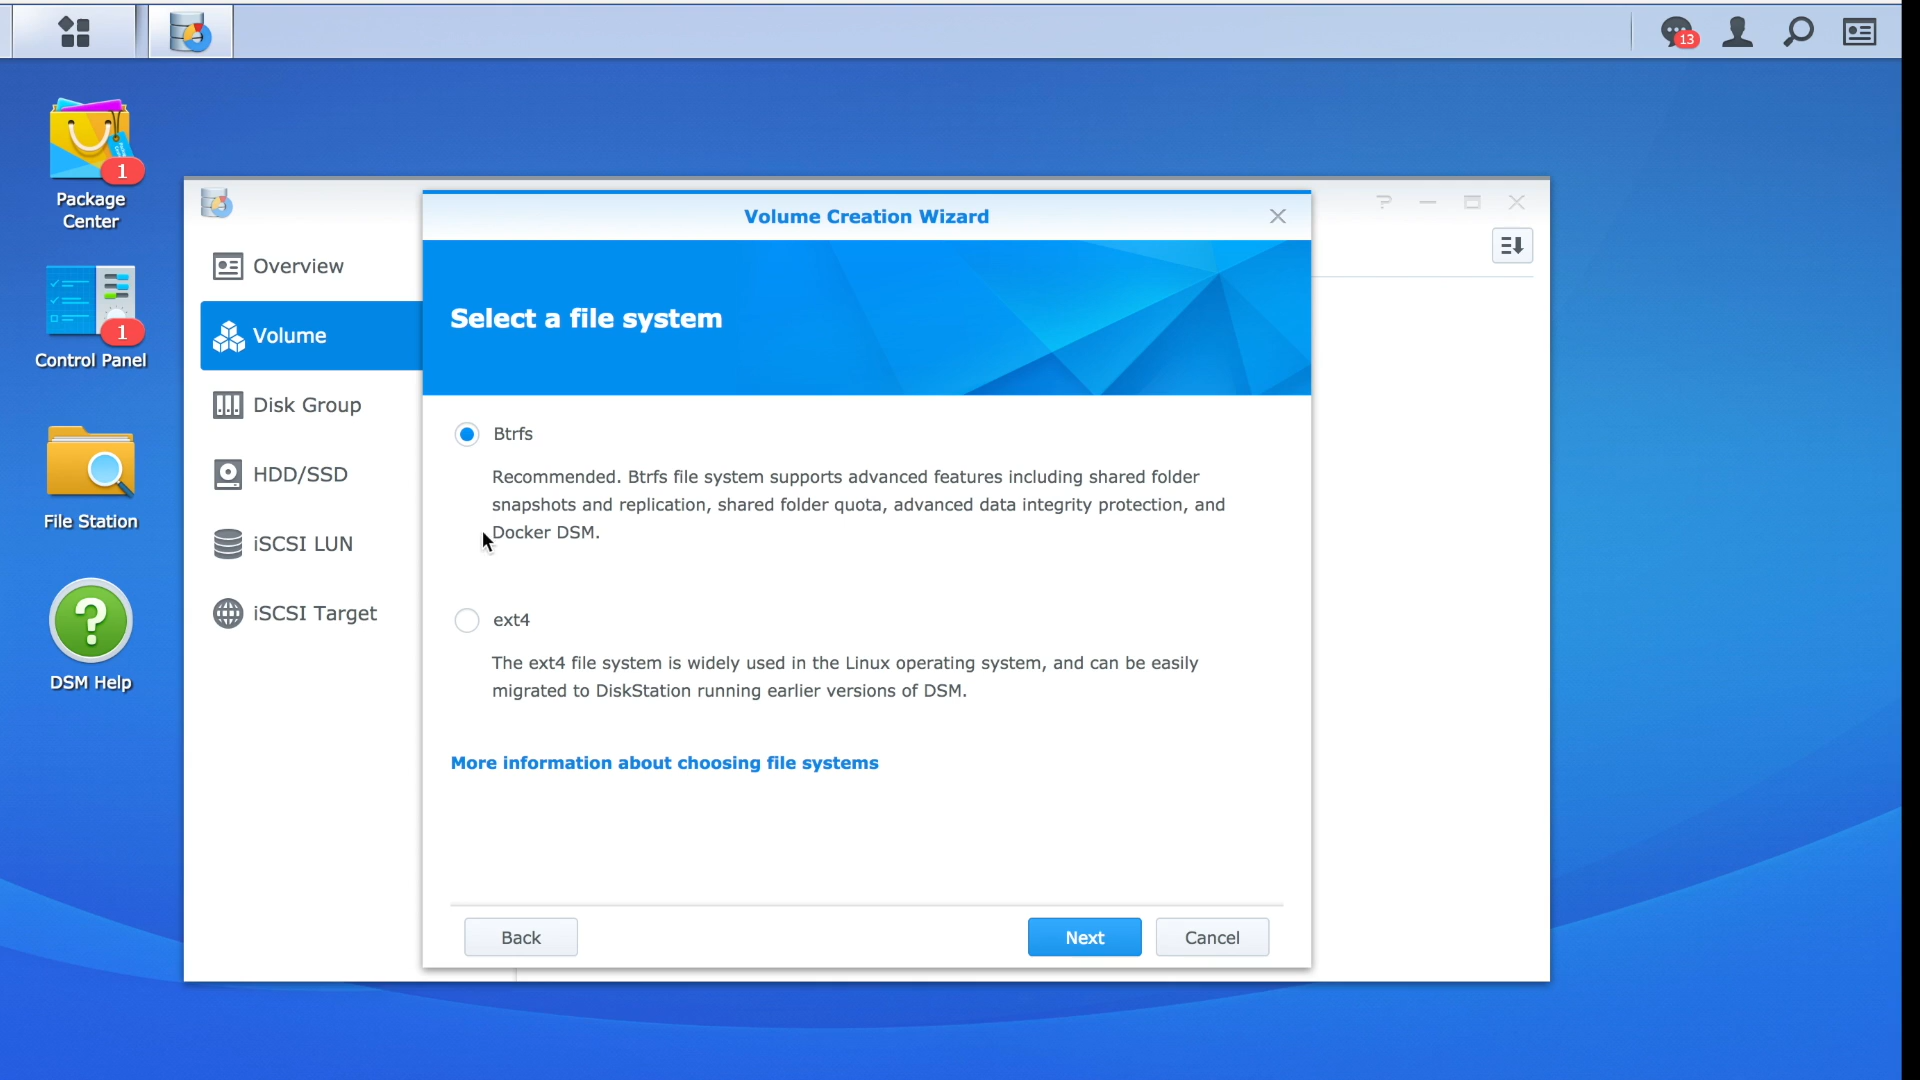 13
1
Package
Center
1
Control Panel
File Station
?
DSM Help
Overview
Volume
Disk Group
HDD/SSD
iSCSI LUN
iSCSI Target
?
Volume Creation Wizard
Select a file system
Btrfs
Recommended. Btrfs file system supports advanced features including shared folder
snapshots and replication, shared folder quota, advanced data integrity protection, and
Docker DSM.
ext4
The ext4 file system is widely used in the Linux operating system, and can be easily
migrated to DiskStation running earlier versions of DSM.
More information about choosing file systems
Back
Next
Cancel